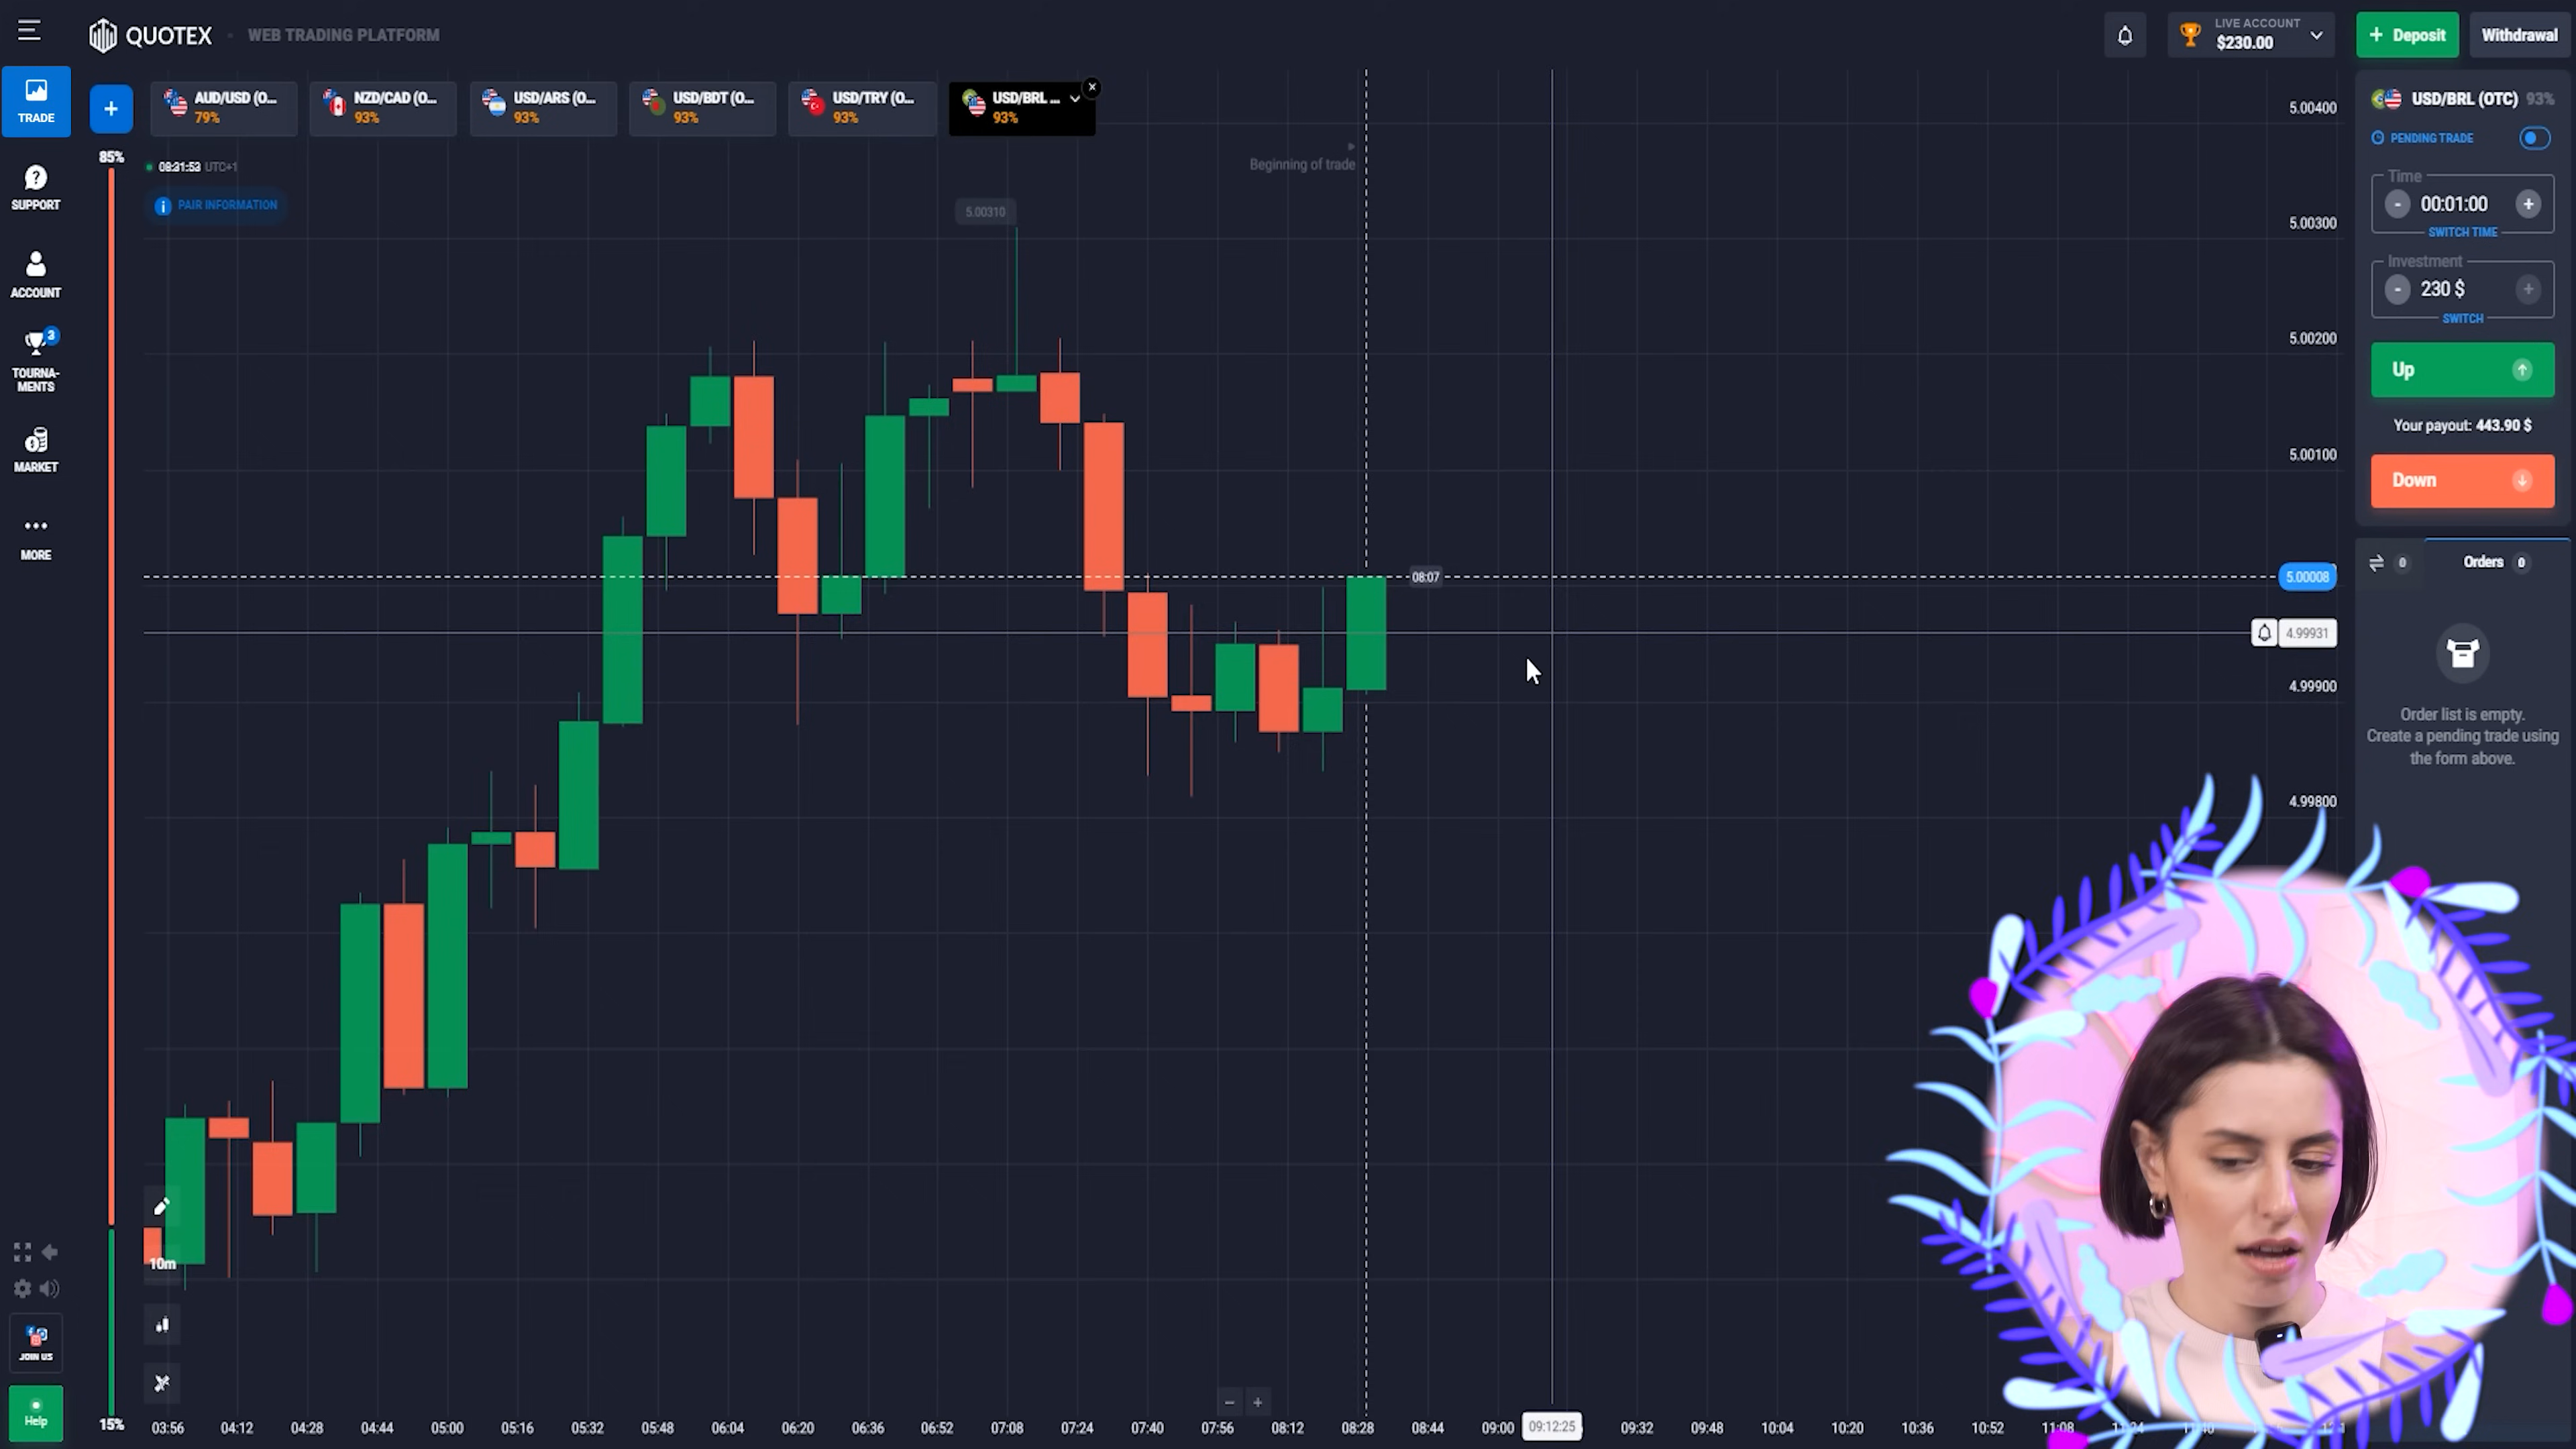 QUOTEX
WEB TRADING PLATFORM
LIVE ACCOUNT
$230.00
+ Deposit
Withdrawal
TRADE
SUPPORT
ACCOUNT
3
TOURNA-
MENTS
MARKET
MORE
JOIN US
Help
+
AUD/USD (O...
79%
NZD/CAD (O...
93%
USD/ARS (O...
93%
USD/BDT (O...
93%
USD/TRY (O...
93%
USD/BRL ...
93%
85%
08:31:53 UTC+1
PAIR INFORMATION
Beginning of trade
5.00310
08:07
10m
15%
5.00400
5.00300
5.00200
5.00100
5.00008
4.99931
4.99900
4.99800
03:56 04:12 04:28 04:44 05:00 05:16 05:32 05:48 06:04 06:20 06:36 06:52 07:08 07:24 07:40 07:56 08:12 08:28 08:44 09:00 09:12:25 09:32 09:48 10:04 10:20 10:36 10:52 11:08
USD/BRL (OTC) 93%
PENDING TRADE
Time
- 00:01:00 +
SWITCH TIME
Investment
- 230 $ +
SWITCH
Up
Your payout: 443.90 $
Down
0
Orders 0
Order list is empty.
Create a pending trade using
the form above.